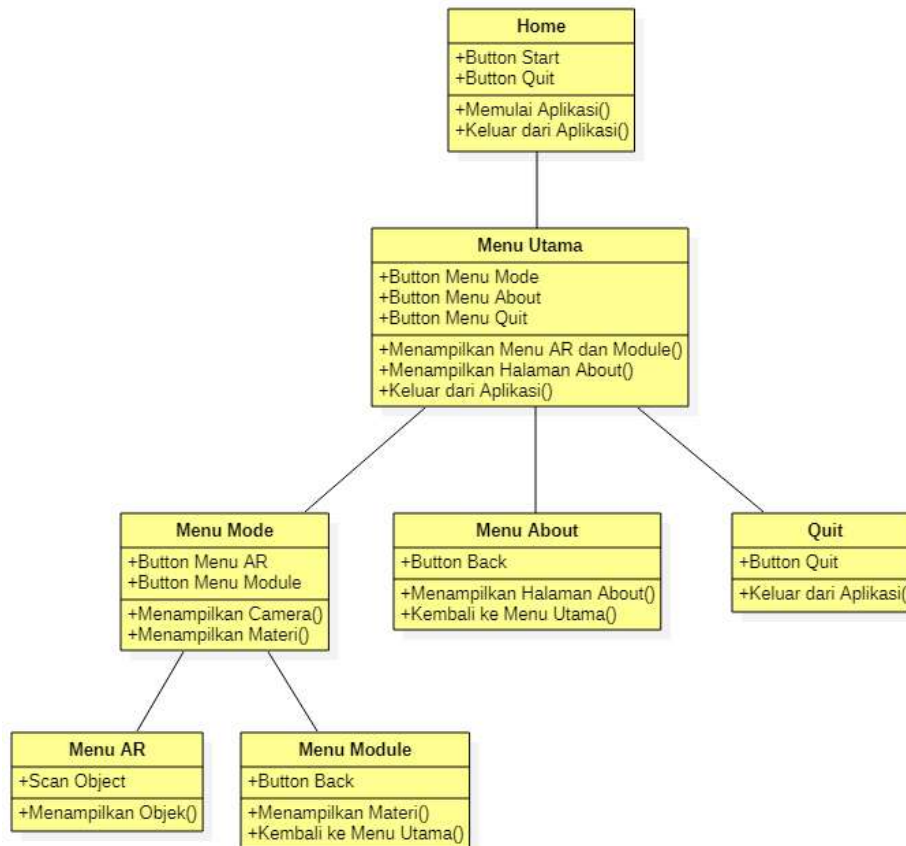 Home
+Button Start
+Button Quit
+Memulai Aplikasi()
+Keluar dari Aplikasi()
Menu Utama
+Button Menu Mode
+Button Menu About
+Button Menu Quit
+Menampilkan Menu AR dan Module()
+Menampilkan Halaman About()
+Keluar dari Aplikasi()
Menu Mode
+Button Menu AR
+Button Menu Module
+Menampilkan Camera()
+Menampilkan Materi()
Menu About
+Button Back
+Menampilkan Halaman About()
+Kembali ke Menu Utama()
Quit
+Button Quit
+Keluar dari Aplikasi()
Menu AR
+Scan Object
+Menampilkan Objek()
Menu Module
+Button Back
+Menampilkan Materi()
+Kembali ke Menu Utama()